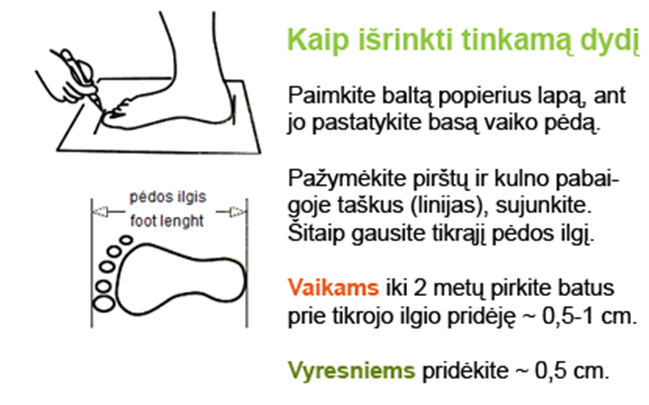 Kaip išrinkti tinkamą dydį
Paimkite baltą popierius lapą, ant
jo pastatykite basą vaiko pėdą.
Pažymėkite pirštų ir kulno pabai-
goje taškus (linijas), sujunkite.
Šitaip gausite tikrąjį pėdos ilgį.
Vaikams iki 2 metų pirkite batus
prie tikrojo ilgio pridėję ~ 0,5-1 cm.
Vyresniems pridėkite ~ 0,5 cm.
pėdos ilgis
foot lenght